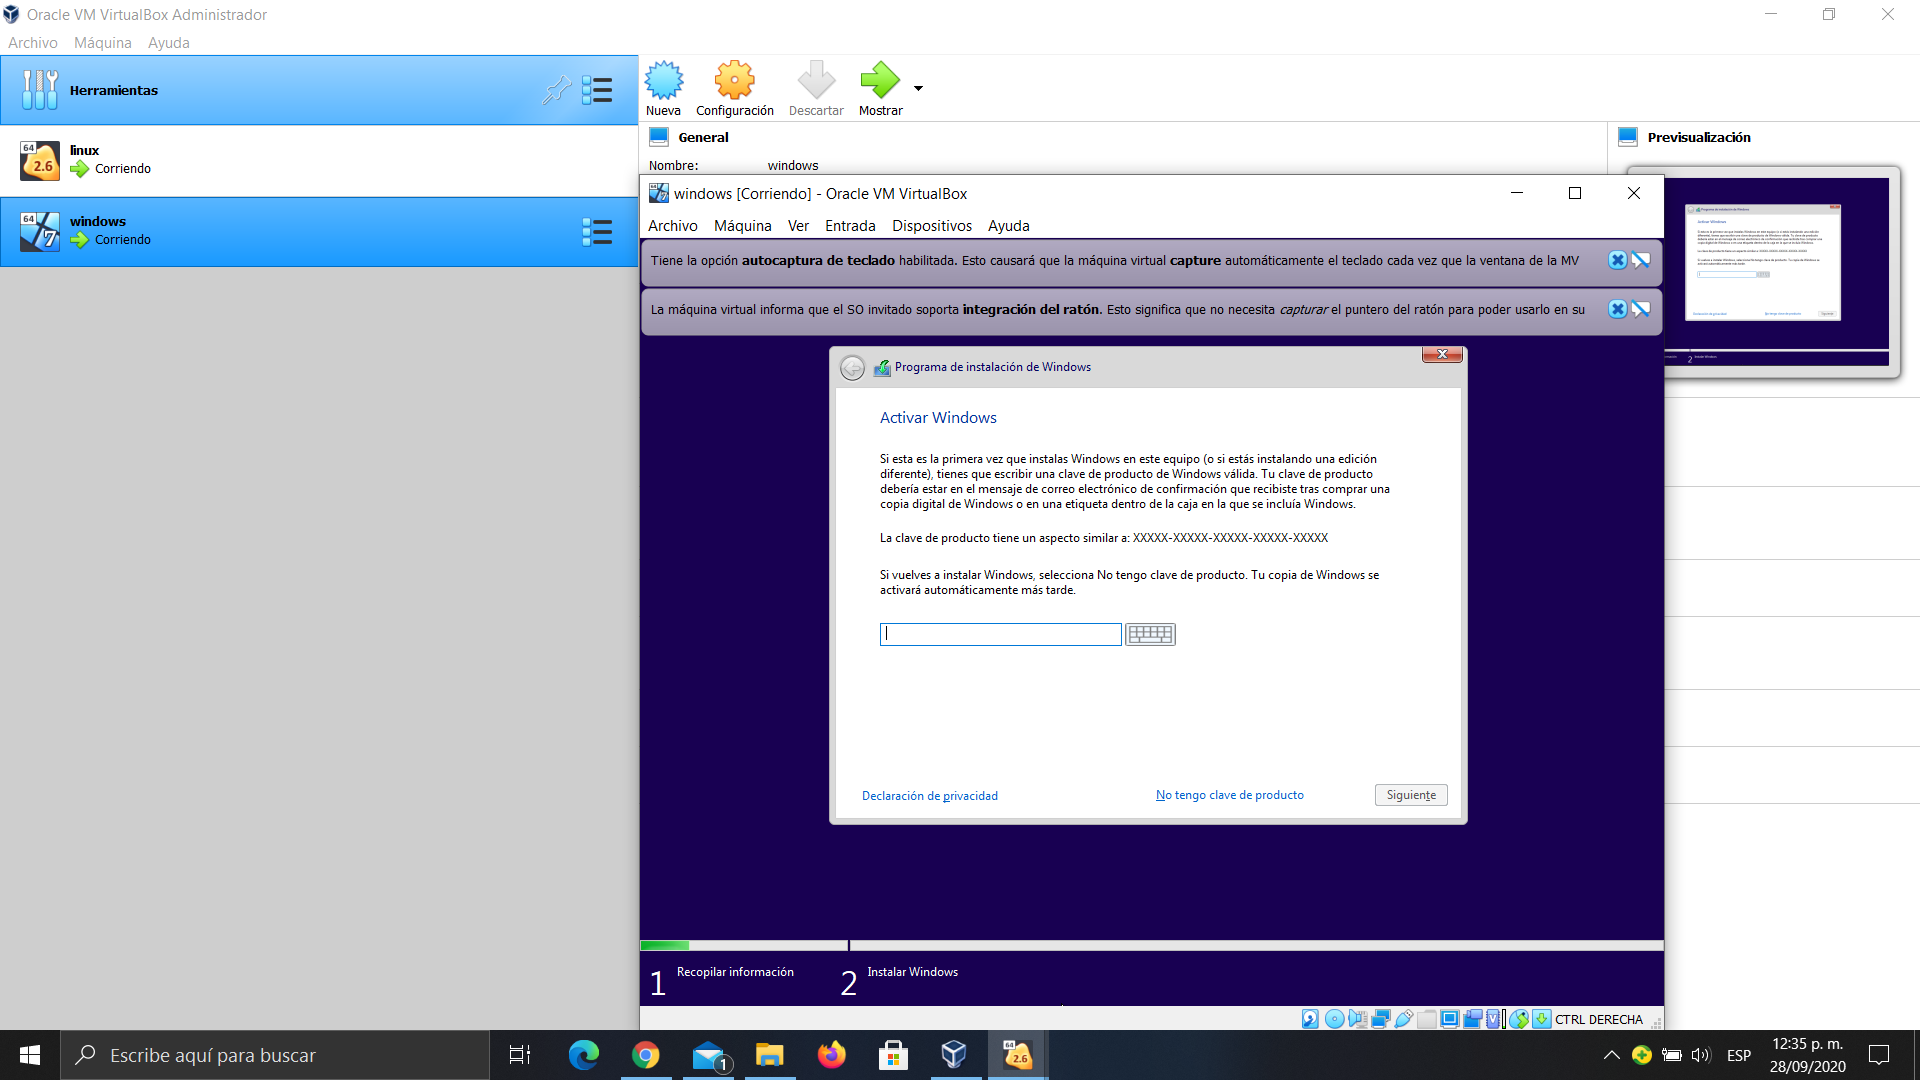 Oracle VM VirtualBox Administrador
Archivo Máquina Ayuda
Herramientas
64
2.6
linux
Corriendo
64
7
windows
Corriendo
Nueva Configuración Descartar Mostrar
General
Nombre: windows
Previsualización
windows [Corriendo] - Oracle VM VirtualBox
Archivo Máquina Ver Entrada Dispositivos Ayuda
Tiene la opción autocaptura de teclado habilitada. Esto causará que la máquina virtual capture automáticamente el teclado cada vez que la ventana de la MV
La máquina virtual informa que el SO invitado soporta integración del ratón. Esto significa que no necesita capturar el puntero del ratón para poder usarlo en su
Programa de instalación de Windows
Activar Windows
Si esta es la primera vez que instalas Windows en este equipo (o si estás instalando una edición
diferente), tienes que escribir una clave de producto de Windows válida. Tu clave de producto
debería estar en el mensaje de correo electrónico de confirmación que recibiste tras comprar una
copia digital de Windows o en una etiqueta dentro de la caja en la que se incluía Windows.
La clave de producto tiene un aspecto similar a: XXXXX-XXXXX-XXXXX-XXXXX-XXXXX
Si vuelves a instalar Windows, selecciona No tengo clave de producto. Tu copia de Windows se
activará automáticamente más tarde.
Declaración de privacidad
No tengo clave de producto
Siguiente
1 Recopilar información
2 Instalar Windows
CTRL DERECHA
Escribe aquí para buscar
1
64
2.6
ESP
12:35 p. m.
28/09/2020